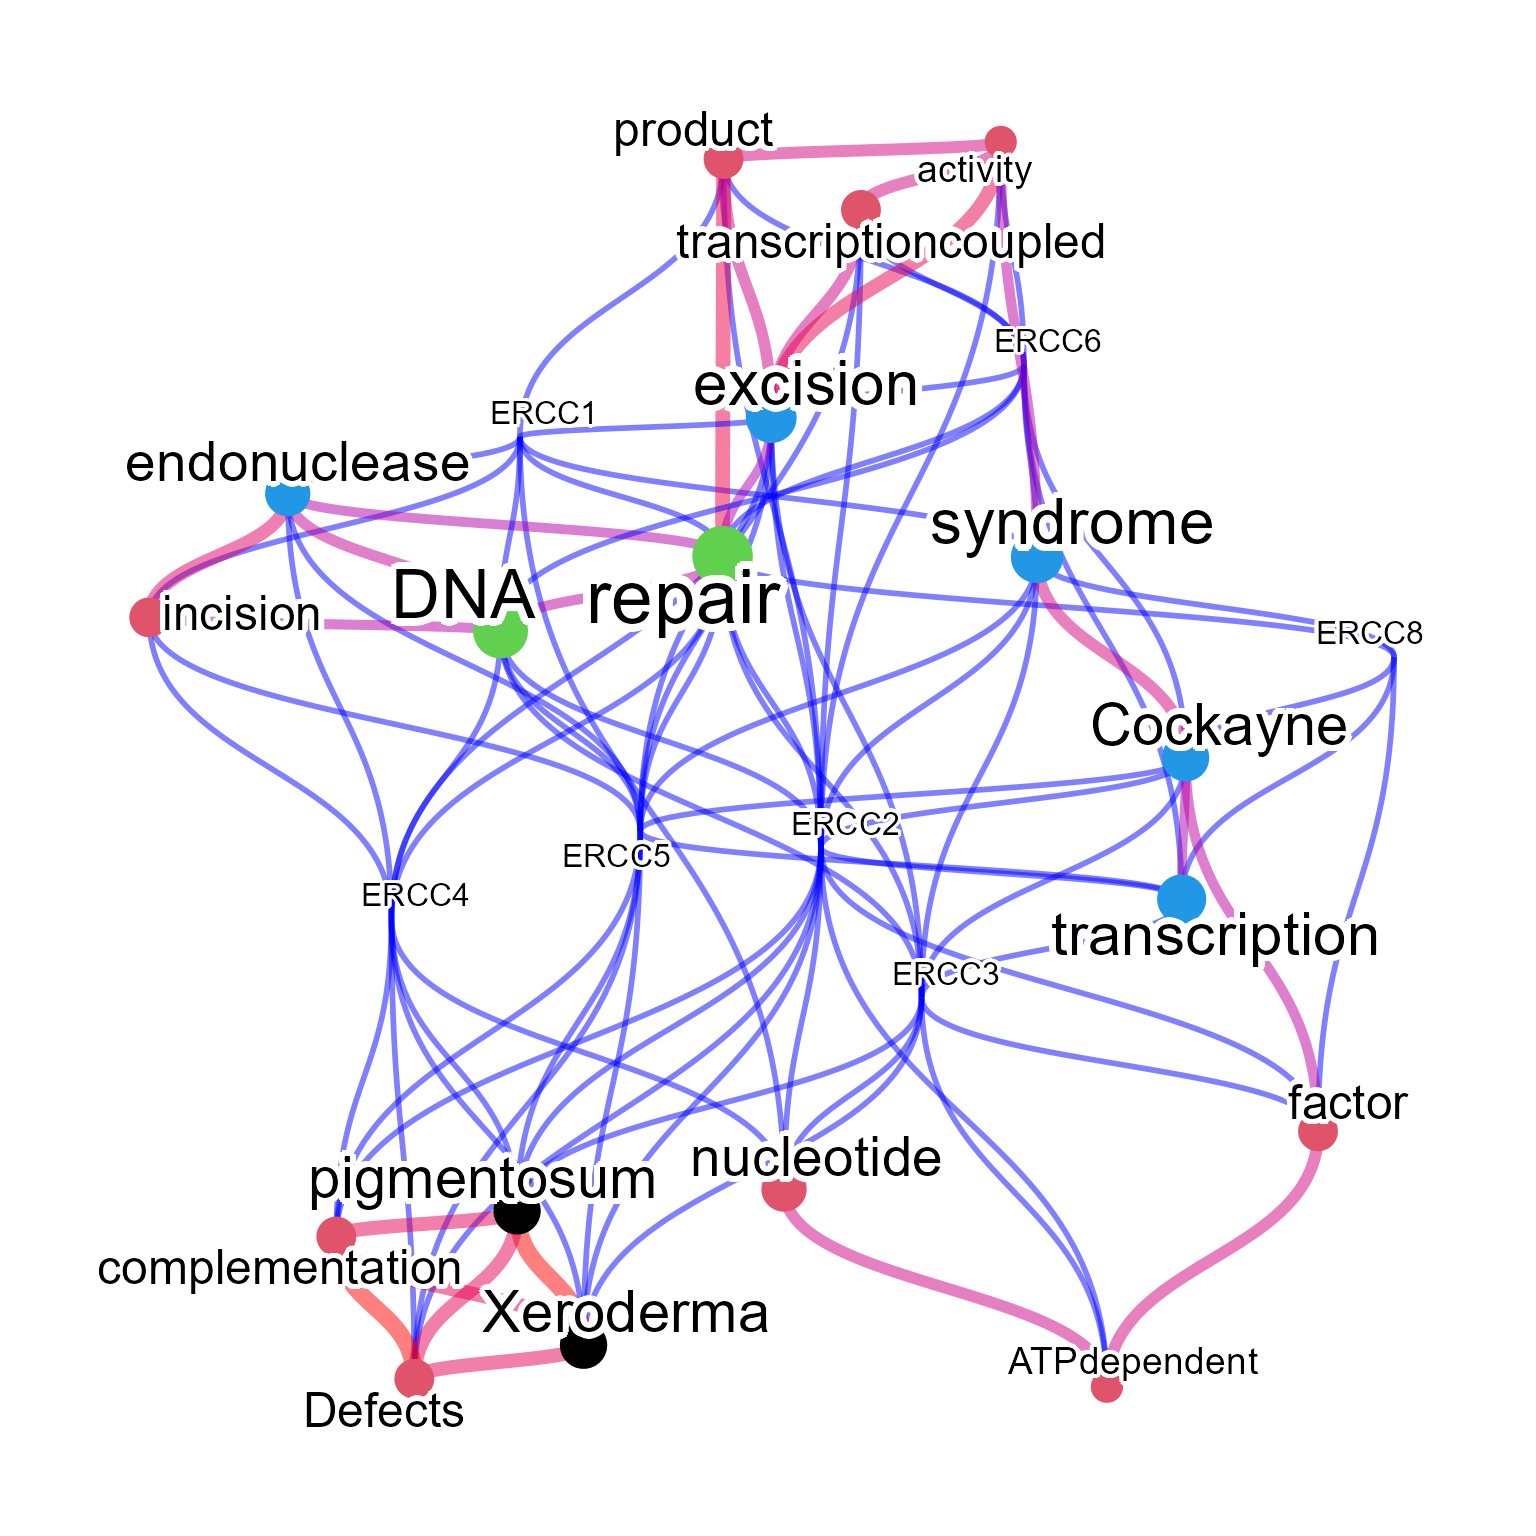 product
activity
transcriptioncoupled
ERCC6
excision
ERCC1
endonuclease
syndrome
DNA
repair
incision
ERCC8
Cockayne
ERCC2
ERCC5
ERCC4
transcription
ERCC3
factor
nucleotide
pigmentosum
complementation
Xeroderma
ATPdependent
Defects